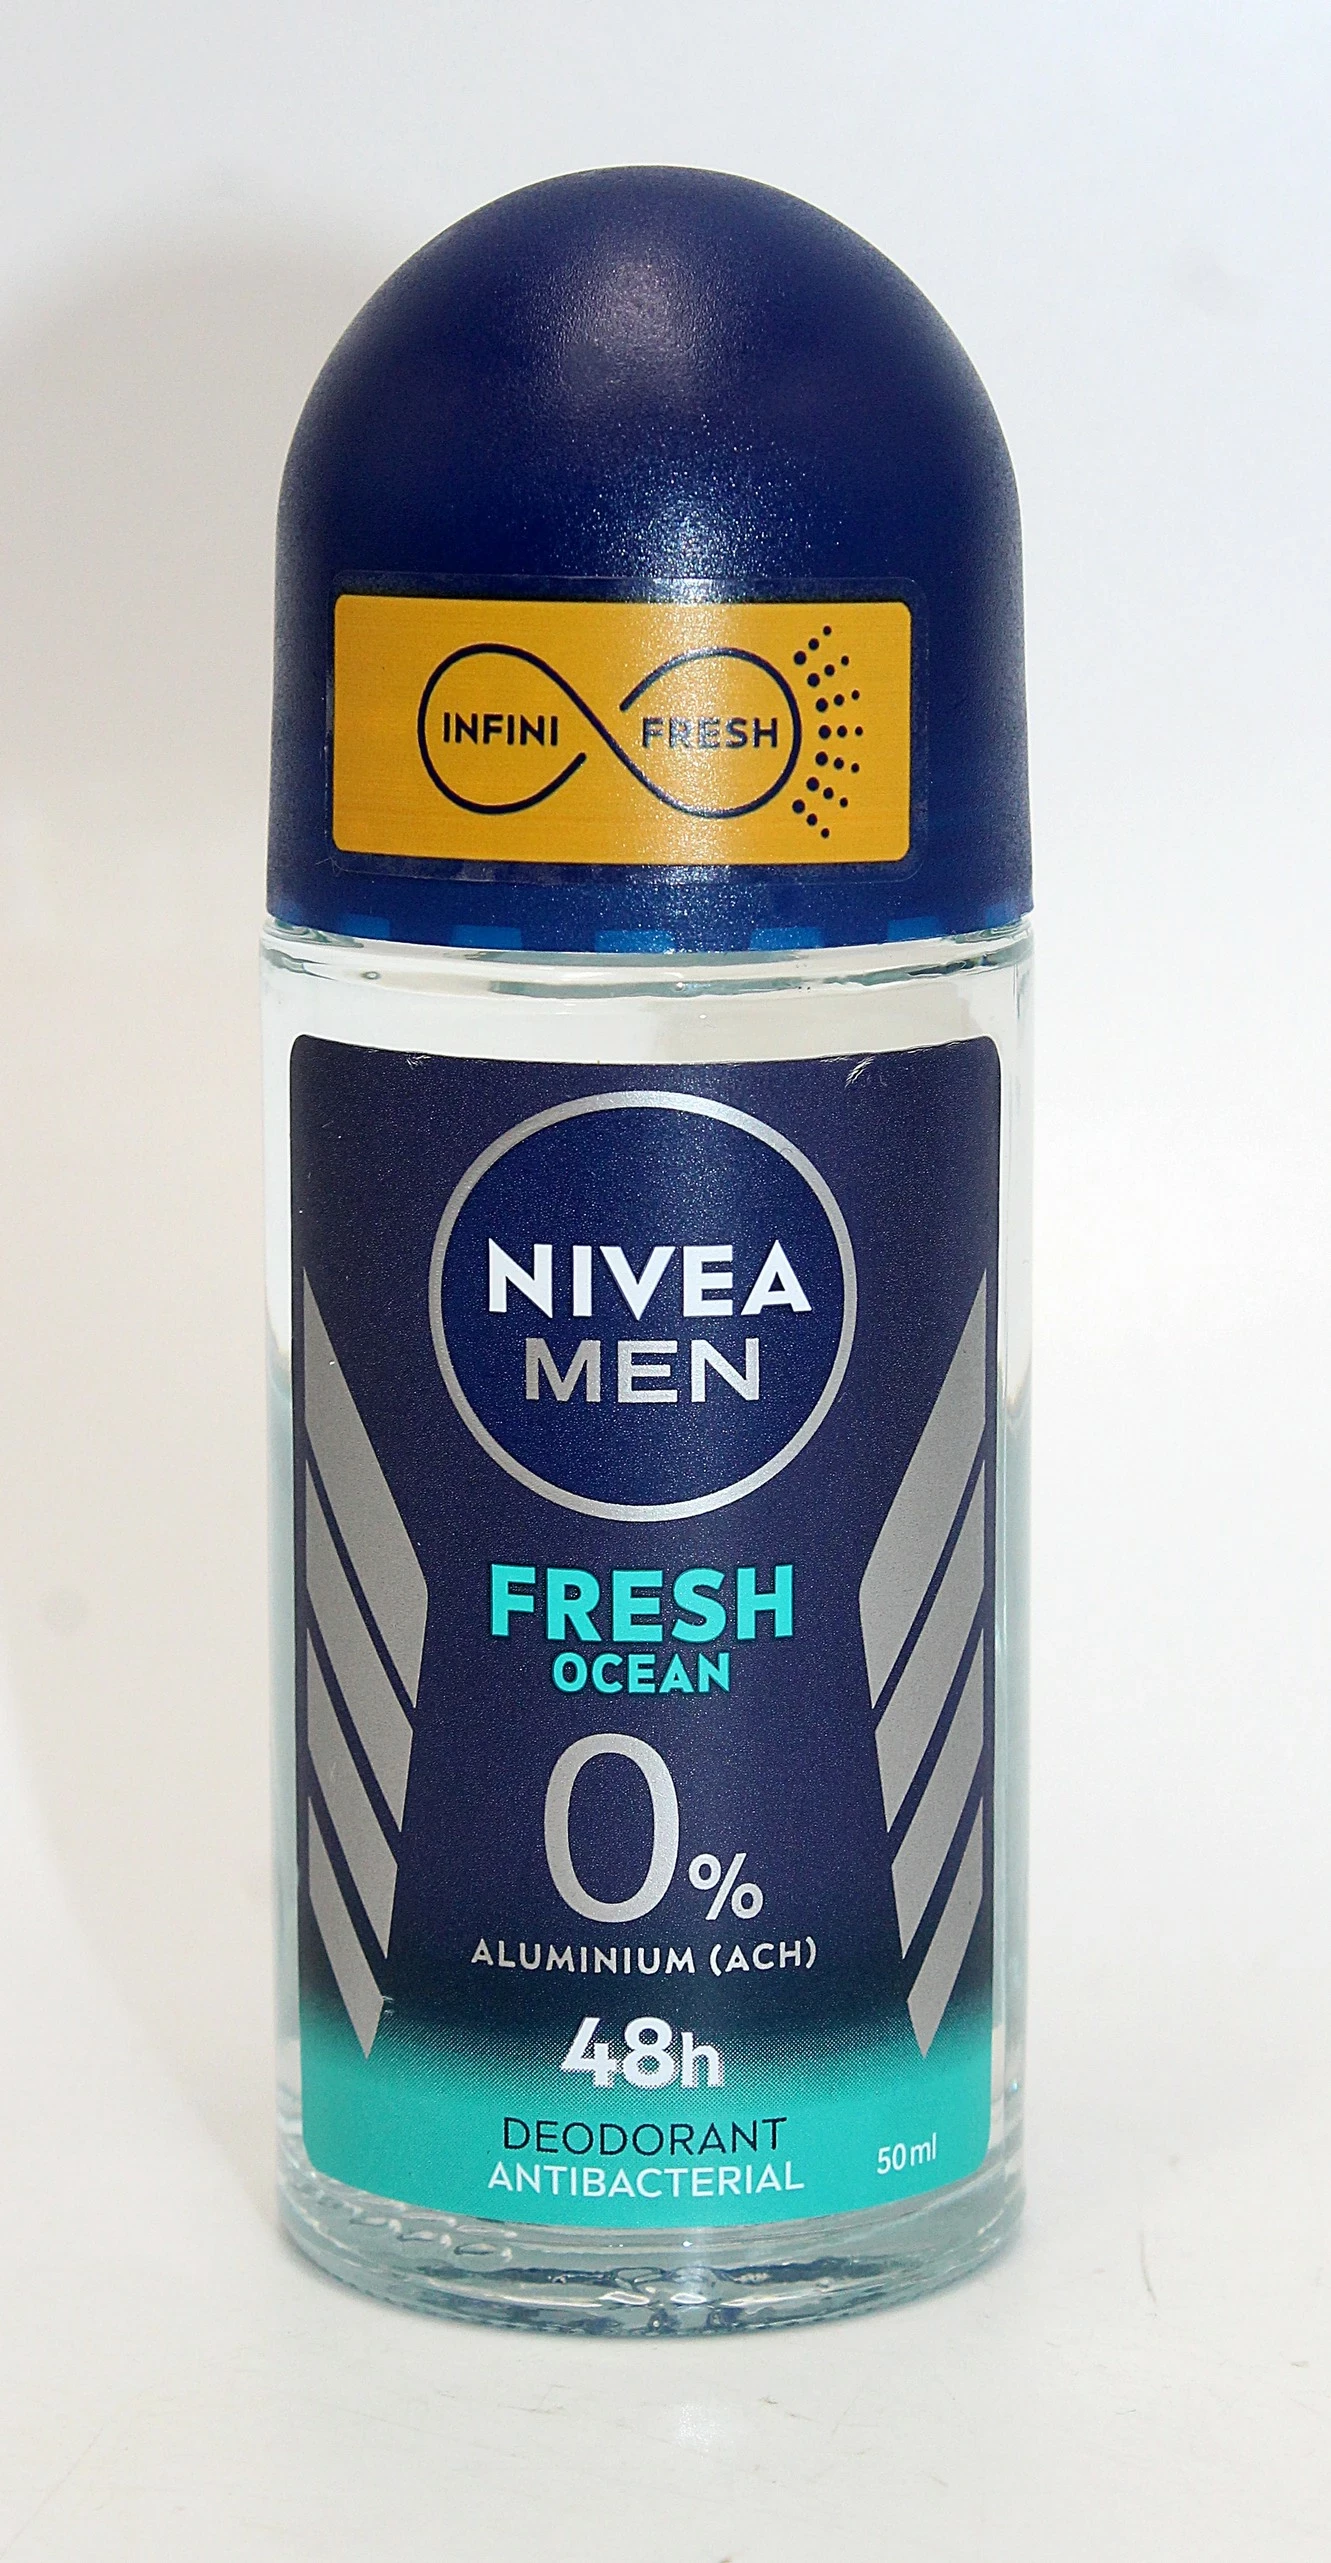 INFINI FRESH
NIVEA
MEN
FRESH
OCEAN
0%
ALUMINIUM (ACH)
48h
DEODORANT
ANTIBACTERIAL
50ml